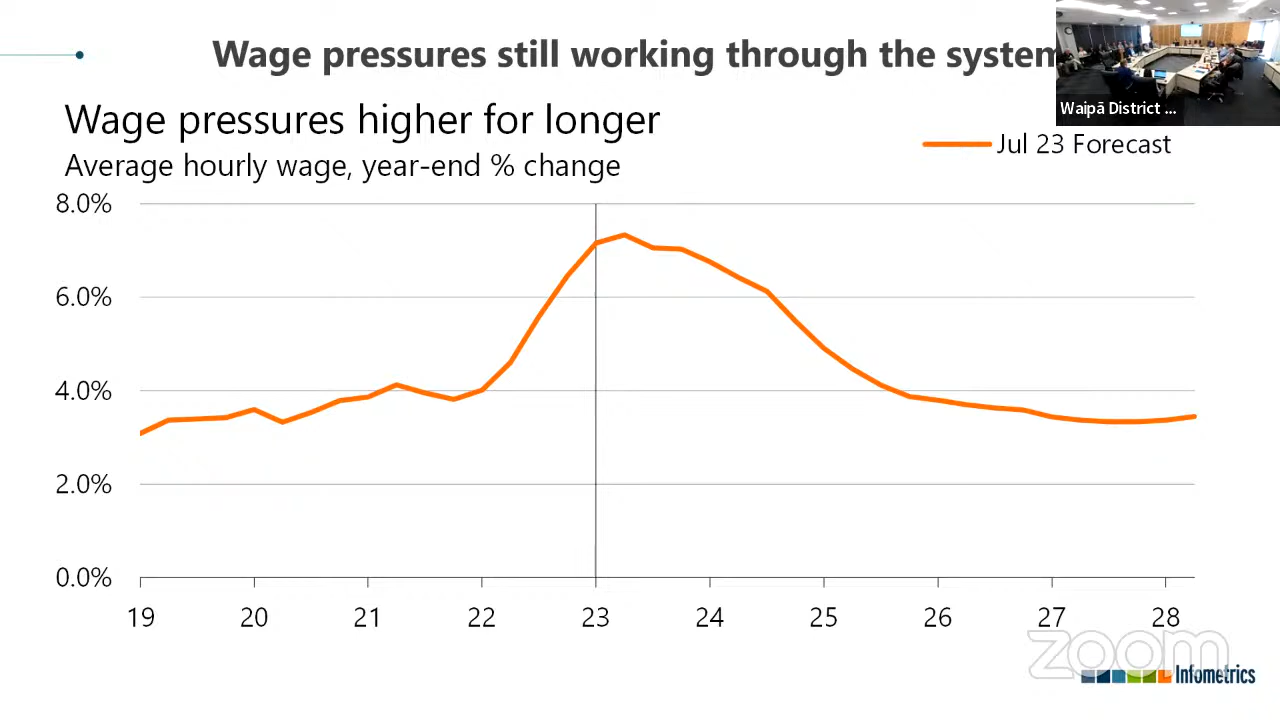 Wage pressures still working through the system
Waipā District ...
Wage pressures higher for longer
Average hourly wage, year-end % change
Jul 23 Forecast
8.0%
6.0%
4.0%
2.0%
0.0%
19 20 21 22 23 24 25 26 27 28
zoom
Infometrics